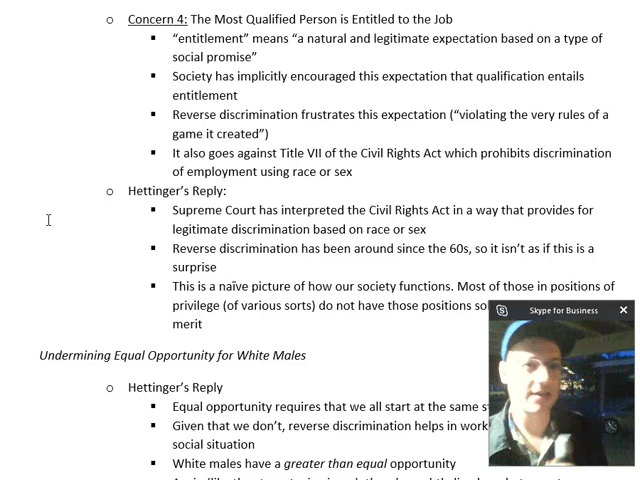 o Concern 4: The Most Qualified Person is Entitled to the Job
▪ “entitlement” means “a natural and legitimate expectation based on a type of
social promise”
▪ Society has implicitly encouraged this expectation that qualification entails
entitlement
▪ Reverse discrimination frustrates this expectation (“violating the very rules of a
game it created”)
▪ It also goes against Title VII of the Civil Rights Act which prohibits discrimination
of employment using race or sex
o Hettinger’s Reply:
▪ Supreme Court has interpreted the Civil Rights Act in a way that provides for
legitimate discrimination based on race or sex
▪ Reverse discrimination has been around since the 60s, so it isn’t as if this is a
surprise
▪ This is a naïve picture of how our society functions. Most of those in positions of
privilege (of various sorts) do not have those positions
merit
Skype for Business
Undermining Equal Opportunity for White Males
o Hettinger’s Reply
▪ Equal opportunity requires that we all start at the same
▪ Given that we don’t, reverse discrimination helps in
social situation
▪ White males have a greater than equal opportunity